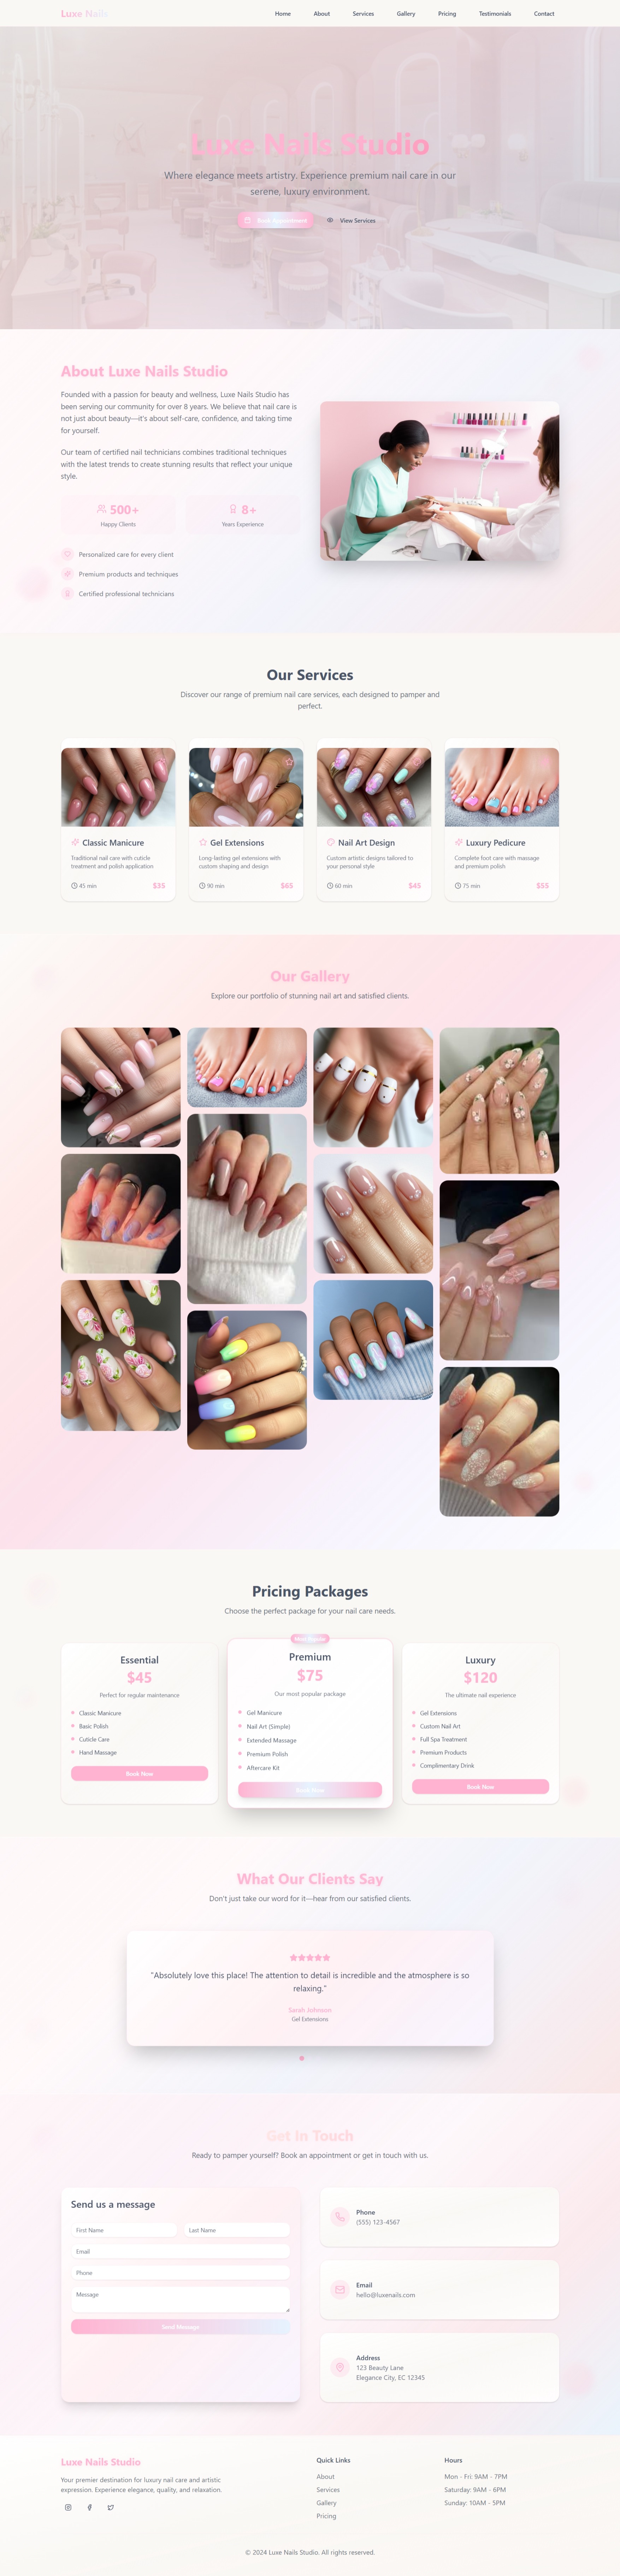 Luxe Nails
Home
About
Services
Gallery
Pricing
Testimonials
Contact
Luxe Nails Studio
Where elegance meets artistry. Experience premium nail care in our
serene, luxury environment.
Book Appointment
View Services
About Luxe Nails Studio
Founded with a passion for beauty and wellness, Luxe Nails Studio has
been serving our community for over 8 years. We believe that nail care is
not just about beauty—it's about self-care, confidence, and taking time
for yourself.
Our team of certified nail technicians combines traditional techniques
with the latest trends to create stunning results that reflect your unique
style.
500+
Happy Clients
8+
Years Experience
Personalized care for every client
Premium products and techniques
Certified professional technicians
Our Services
Discover our range of premium nail care services, each designed to pamper and
perfect.
Classic Manicure
Traditional nail care with cuticle
treatment and polish application
45 min
$35
Gel Extensions
Long-lasting gel extensions with
custom shaping and design
90 min
$65
Nail Art Design
Custom artistic designs tailored to
your personal style
60 min
$45
Luxury Pedicure
Complete foot care with massage
and premium polish
75 min
$55
Our Gallery
Explore our portfolio of stunning nail art and satisfied clients.
Pricing Packages
Choose the perfect package for your nail care needs.
Essential
$45
Perfect for regular maintenance
Classic Manicure
Basic Polish
Cuticle Care
Hand Massage
Book Now
Premium
$75
Our most popular package
Gel Manicure
Nail Art (Simple)
Extended Massage
Premium Polish
Aftercare Kit
Book Now
Luxury
$120
The ultimate nail experience
Gel Extensions
Custom Nail Art
Full Spa Treatment
Premium Products
Complimentary Drink
Book Now
What Our Clients Say
Don't just take our word for it—hear from our satisfied clients.
"Absolutely love this place! The attention to detail is incredible and the atmosphere is so
relaxing."
Sarah Johnson
Gel Extensions
Get In Touch
Ready to pamper yourself? Book an appointment or get in touch with us.
Send us a message
First Name
Last Name
Email
Phone
Message
Send Message
Phone
(555) 123-4567
Email
hello@luxenails.com
Address
123 Beauty Lane
Elegance City, EC 12345
Luxe Nails Studio
Your premier destination for luxury nail care and artistic
expression. Experience elegance, quality, and relaxation.
Quick Links
About
Services
Gallery
Pricing
Hours
Mon - Fri: 9AM - 7PM
Saturday: 9AM - 6PM
Sunday: 10AM - 5PM
© 2024 Luxe Nails Studio. All rights reserved.